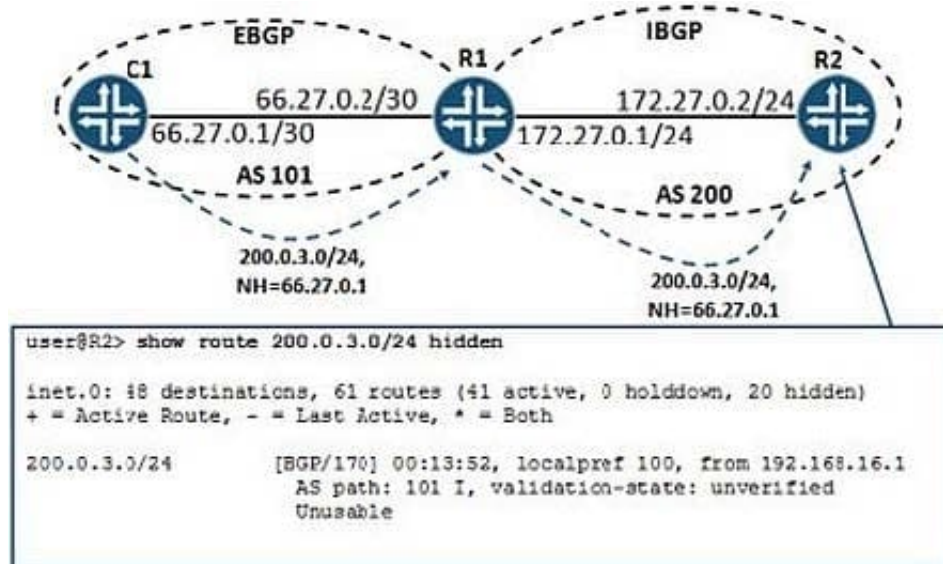 EBGP
IBGP
C1
R1
R2
66.27.0.2/30
172.27.0.2/24
66.27.0.1/30
172.27.0.1/24
AS 101
AS 200
200.0.3.0/24,
NH=66.27.0.1
200.0.3.0/24,
NH=66.27.0.1
user@R2> show route 200.0.3.0/24 hidden
inet.0: 48 destinations, 61 routes (41 active, 0 holddown, 20 hidden)
+ = Active Route, - = Last Active, * = Both
200.0.3.0/24 [BGP/170] 00:13:52, localpref 100, from 192.168.16.1
AS path: 101 I, validation-state: unverified
Unusable